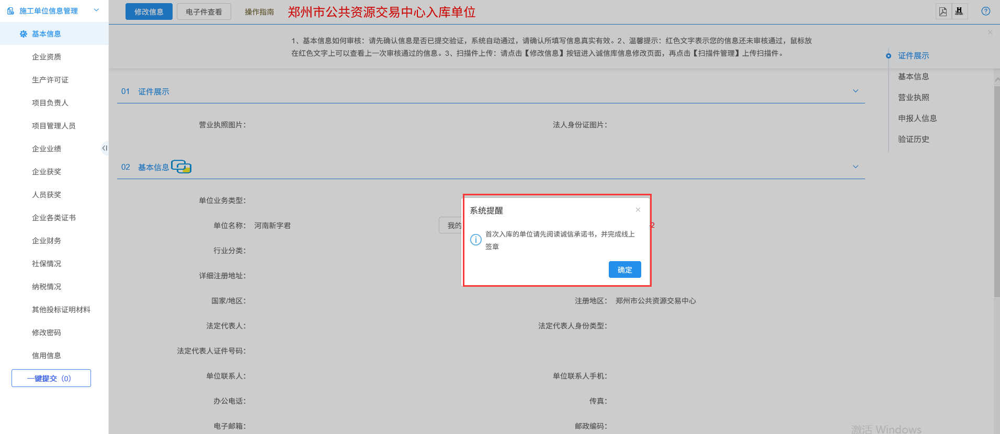 施工单位信息管理
基本信息
企业资质
生产许可证
项目负责人
项目管理人员
企业业绩
企业获奖
人员获奖
企业各类证书
企业财务
社保情况
纳税情况
其他投标证明材料
修改密码
信用信息
一键提交（0）
修改信息
电子件查看
操作指南
郑州市公共资源交易中心入库单位
1、基本信息如何审核：请先确认信息是否已提交验证，系统自动通过，请确认所填写信息真实有效。2、温馨提示：红色文字表示您的信息还未审核通过，鼠标放
在红色文字上可以查看上一次审核通过的信息。3、扫描件上传：请点击【修改信息】按钮进入诚信库信息修改页面，再点击【扫描件管理】上传扫描件。
证件展示
基本信息
营业执照
申报人信息
验证历史
01 证件展示
营业执照图片：
法人身份证图片：
02 基本信息
单位业务类型：
单位名称： 河南新字君
我的
-2
行业分类：
详细注册地址：
国家/地区：
注册地区： 郑州市公共资源交易中心
法定代表人：
法定代表人身份类型：
法定代表人证件号码：
单位联系人：
单位联系人手机：
办公电话：
传真：
电子邮箱：
邮政编码：
系统提醒
首次入库的单位请先阅读诚信承诺书，并完成线上
签章
确定
激活 Windows